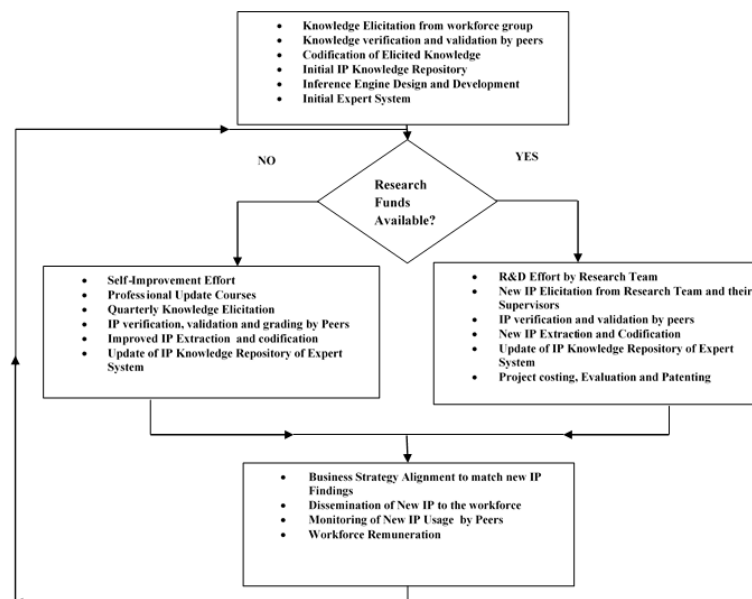 • Knowledge Elicitation from workforce group
• Knowledge verification and validation by peers
• Codification of Elicited Knowledge
• Initial IP Knowledge Repository
• Inference Engine Design and Development
• Initial Expert System
NO
YES
Research
Funds
Available?
• Self-Improvement Effort
• Professional Update Courses
• Quarterly Knowledge Elicitation
• IP verification, validation and grading by Peers
• Improved IP Extraction and codification
• Update of IP Knowledge Repository of Expert
System
• R&D Effort by Research Team
• New IP Elicitation from Research Team and their
Supervisors
• IP verification and validation by peers
• New IP Extraction and Codification
• Update of IP Knowledge Repository of Expert
System
• Project costing, Evaluation and Patenting
• Business Strategy Alignment to match new IP
Findings
• Dissemination of New IP to the workforce
• Monitoring of New IP Usage by Peers
• Workforce Remuneration